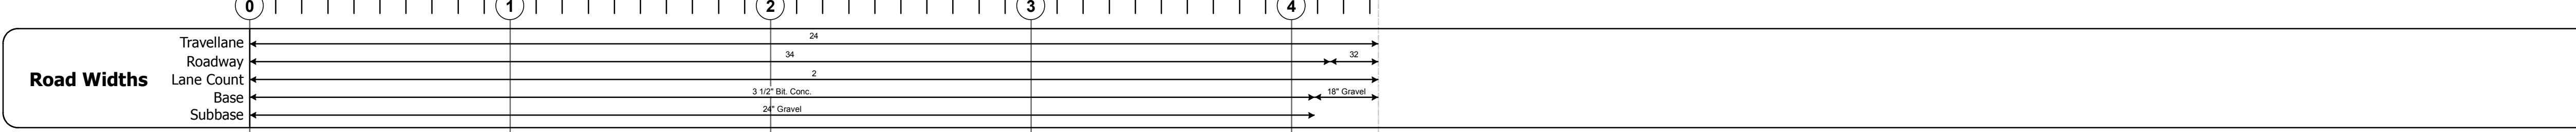 0 1 2 3 4
Travellane 24
Roadway 34 32
Road Widths
Lane Count 2
Base 3 1/2" Bit. Conc. 18" Gravel
Subbase 24" Gravel